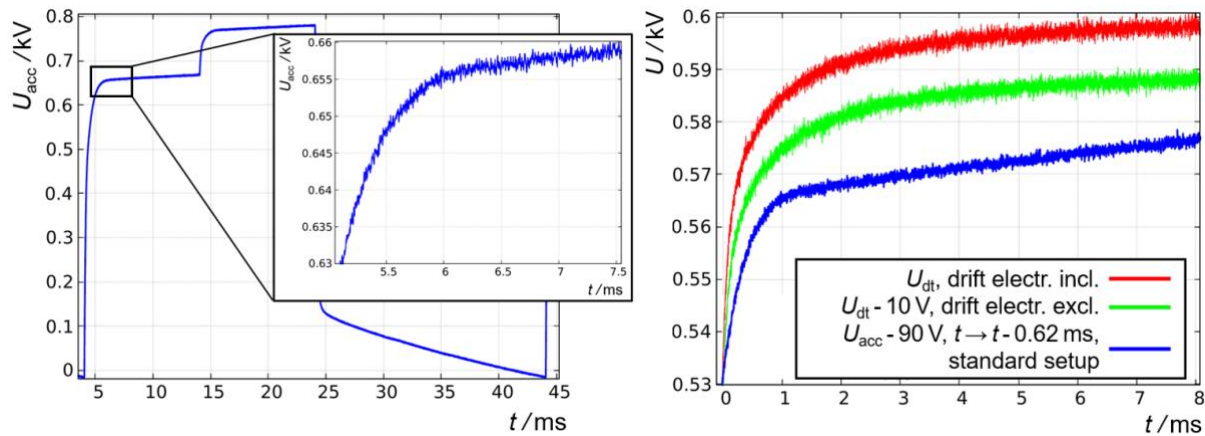 U_acc /kV
0.8
0.7
0.6
0.5
0.4
0.3
0.2
0.1
0
5 10 15 20 25 30 35 40 45
t /ms
U_acc /kV
0.66
0.655
0.65
0.645
0.64
0.635
0.63
5.5 6 6.5 7 7.5
t /ms
U /kV
0.6
0.59
0.58
0.57
0.56
0.55
0.54
0.53
0 1 2 3 4 5 6 7 8
t /ms
U_dt, drift electr. incl.
U_dt - 10 V, drift electr. excl.
U_acc - 90 V, t → t - 0.62 ms,
standard setup